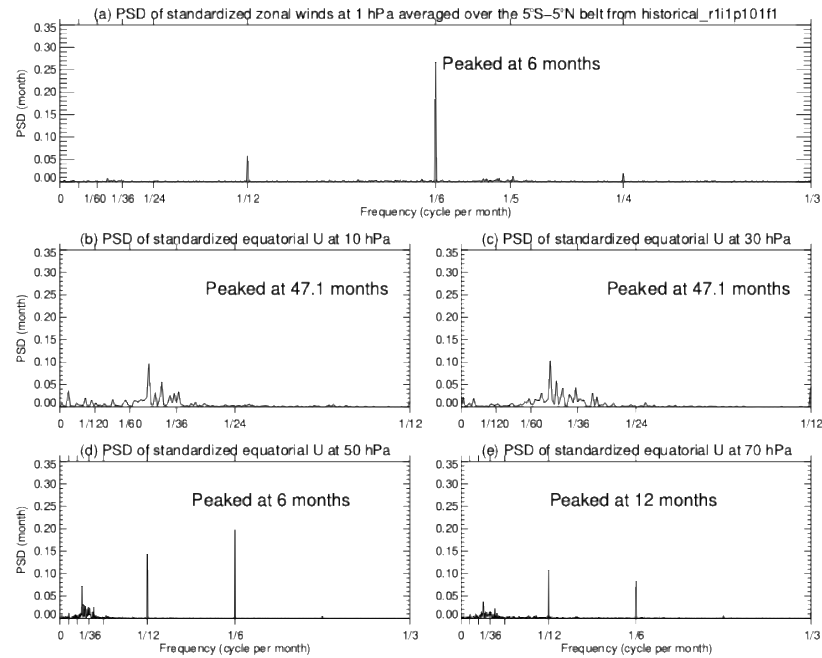 (a) PSD of standardized zonal winds at 1 hPa averaged over the 5°S–5°N belt from historical_r1i1p101f1
0.35
0.30
0.25
0.20
0.15
0.10
0.05
0.00
PSD (month)
Peaked at 6 months
0 1/60 1/36 1/24 1/12 1/6 1/5 1/4 1/3
Frequency (cycle per month)
(b) PSD of standardized equatorial U at 10 hPa
0.35
0.30
0.25
0.20
0.15
0.10
0.05
0.00
PSD (month)
Peaked at 47.1 months
0 1/120 1/60 1/36 1/24 1/12
(c) PSD of standardized equatorial U at 30 hPa
0.35
0.30
0.25
0.20
0.15
0.10
0.05
0.00
Peaked at 47.1 months
0 1/120 1/60 1/36 1/24 1/12
(d) PSD of standardized equatorial U at 50 hPa
0.35
0.30
0.25
0.20
0.15
0.10
0.05
0.00
PSD (month)
Peaked at 6 months
0 1/36 1/12 1/6 1/3
Frequency (cycle per month)
(e) PSD of standardized equatorial U at 70 hPa
0.35
0.30
0.25
0.20
0.15
0.10
0.05
0.00
Peaked at 12 months
0 1/36 1/12 1/6 1/3
Frequency (cycle per month)